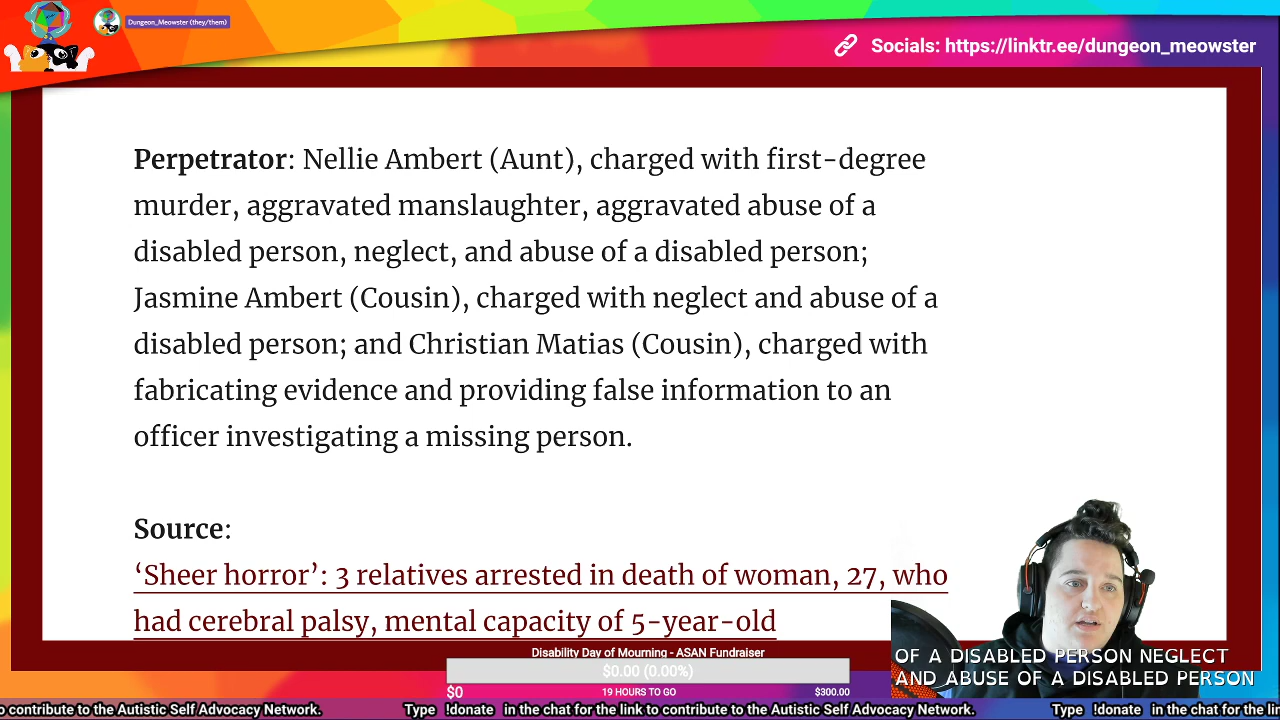 Dungeon_Meowster (they/them)
Socials: https://linktr.ee/dungeon_meowster
Perpetrator: Nellie Ambert (Aunt), charged with first-degree
murder, aggravated manslaughter, aggravated abuse of a
disabled person, neglect, and abuse of a disabled person;
Jasmine Ambert (Cousin), charged with neglect and abuse of a
disabled person; and Christian Matias (Cousin), charged with
fabricating evidence and providing false information to an
officer investigating a missing person.
Source:
‘Sheer horror’: 3 relatives arrested in death of woman, 27, who
had cerebral palsy, mental capacity of 5-year-old
OF A DISABLED PERSON NEGLECT
AND ABUSE OF A DISABLED PERSON
Disability Day of Mourning - ASAN Fundraiser
$0.00 (0.00%)
$0 19 HOURS TO GO $300.00
o contribute to the Autistic Self Advocacy Network. Type !donate in the chat for the link to contribute to the Autistic Self Advocacy Network. Type !donate in the chat for the lin